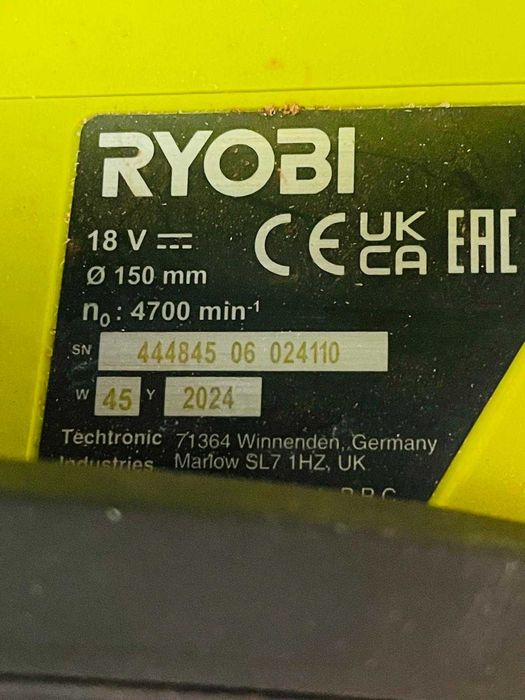 RYOBI
18 V ⎓
Ø 150 mm
n₀ : 4700 min⁻¹
CE UK CA EAC
SN 444845 06 024110
W 45 Y 2024
Techtronic 71364 Winnenden, Germany
Industries Marlow SL7 1HZ, UK